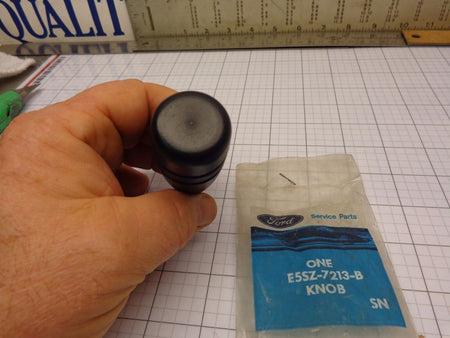 QUALIT
Ford Service Parts
ONE
E5SZ-7213-B
KNOB
SN